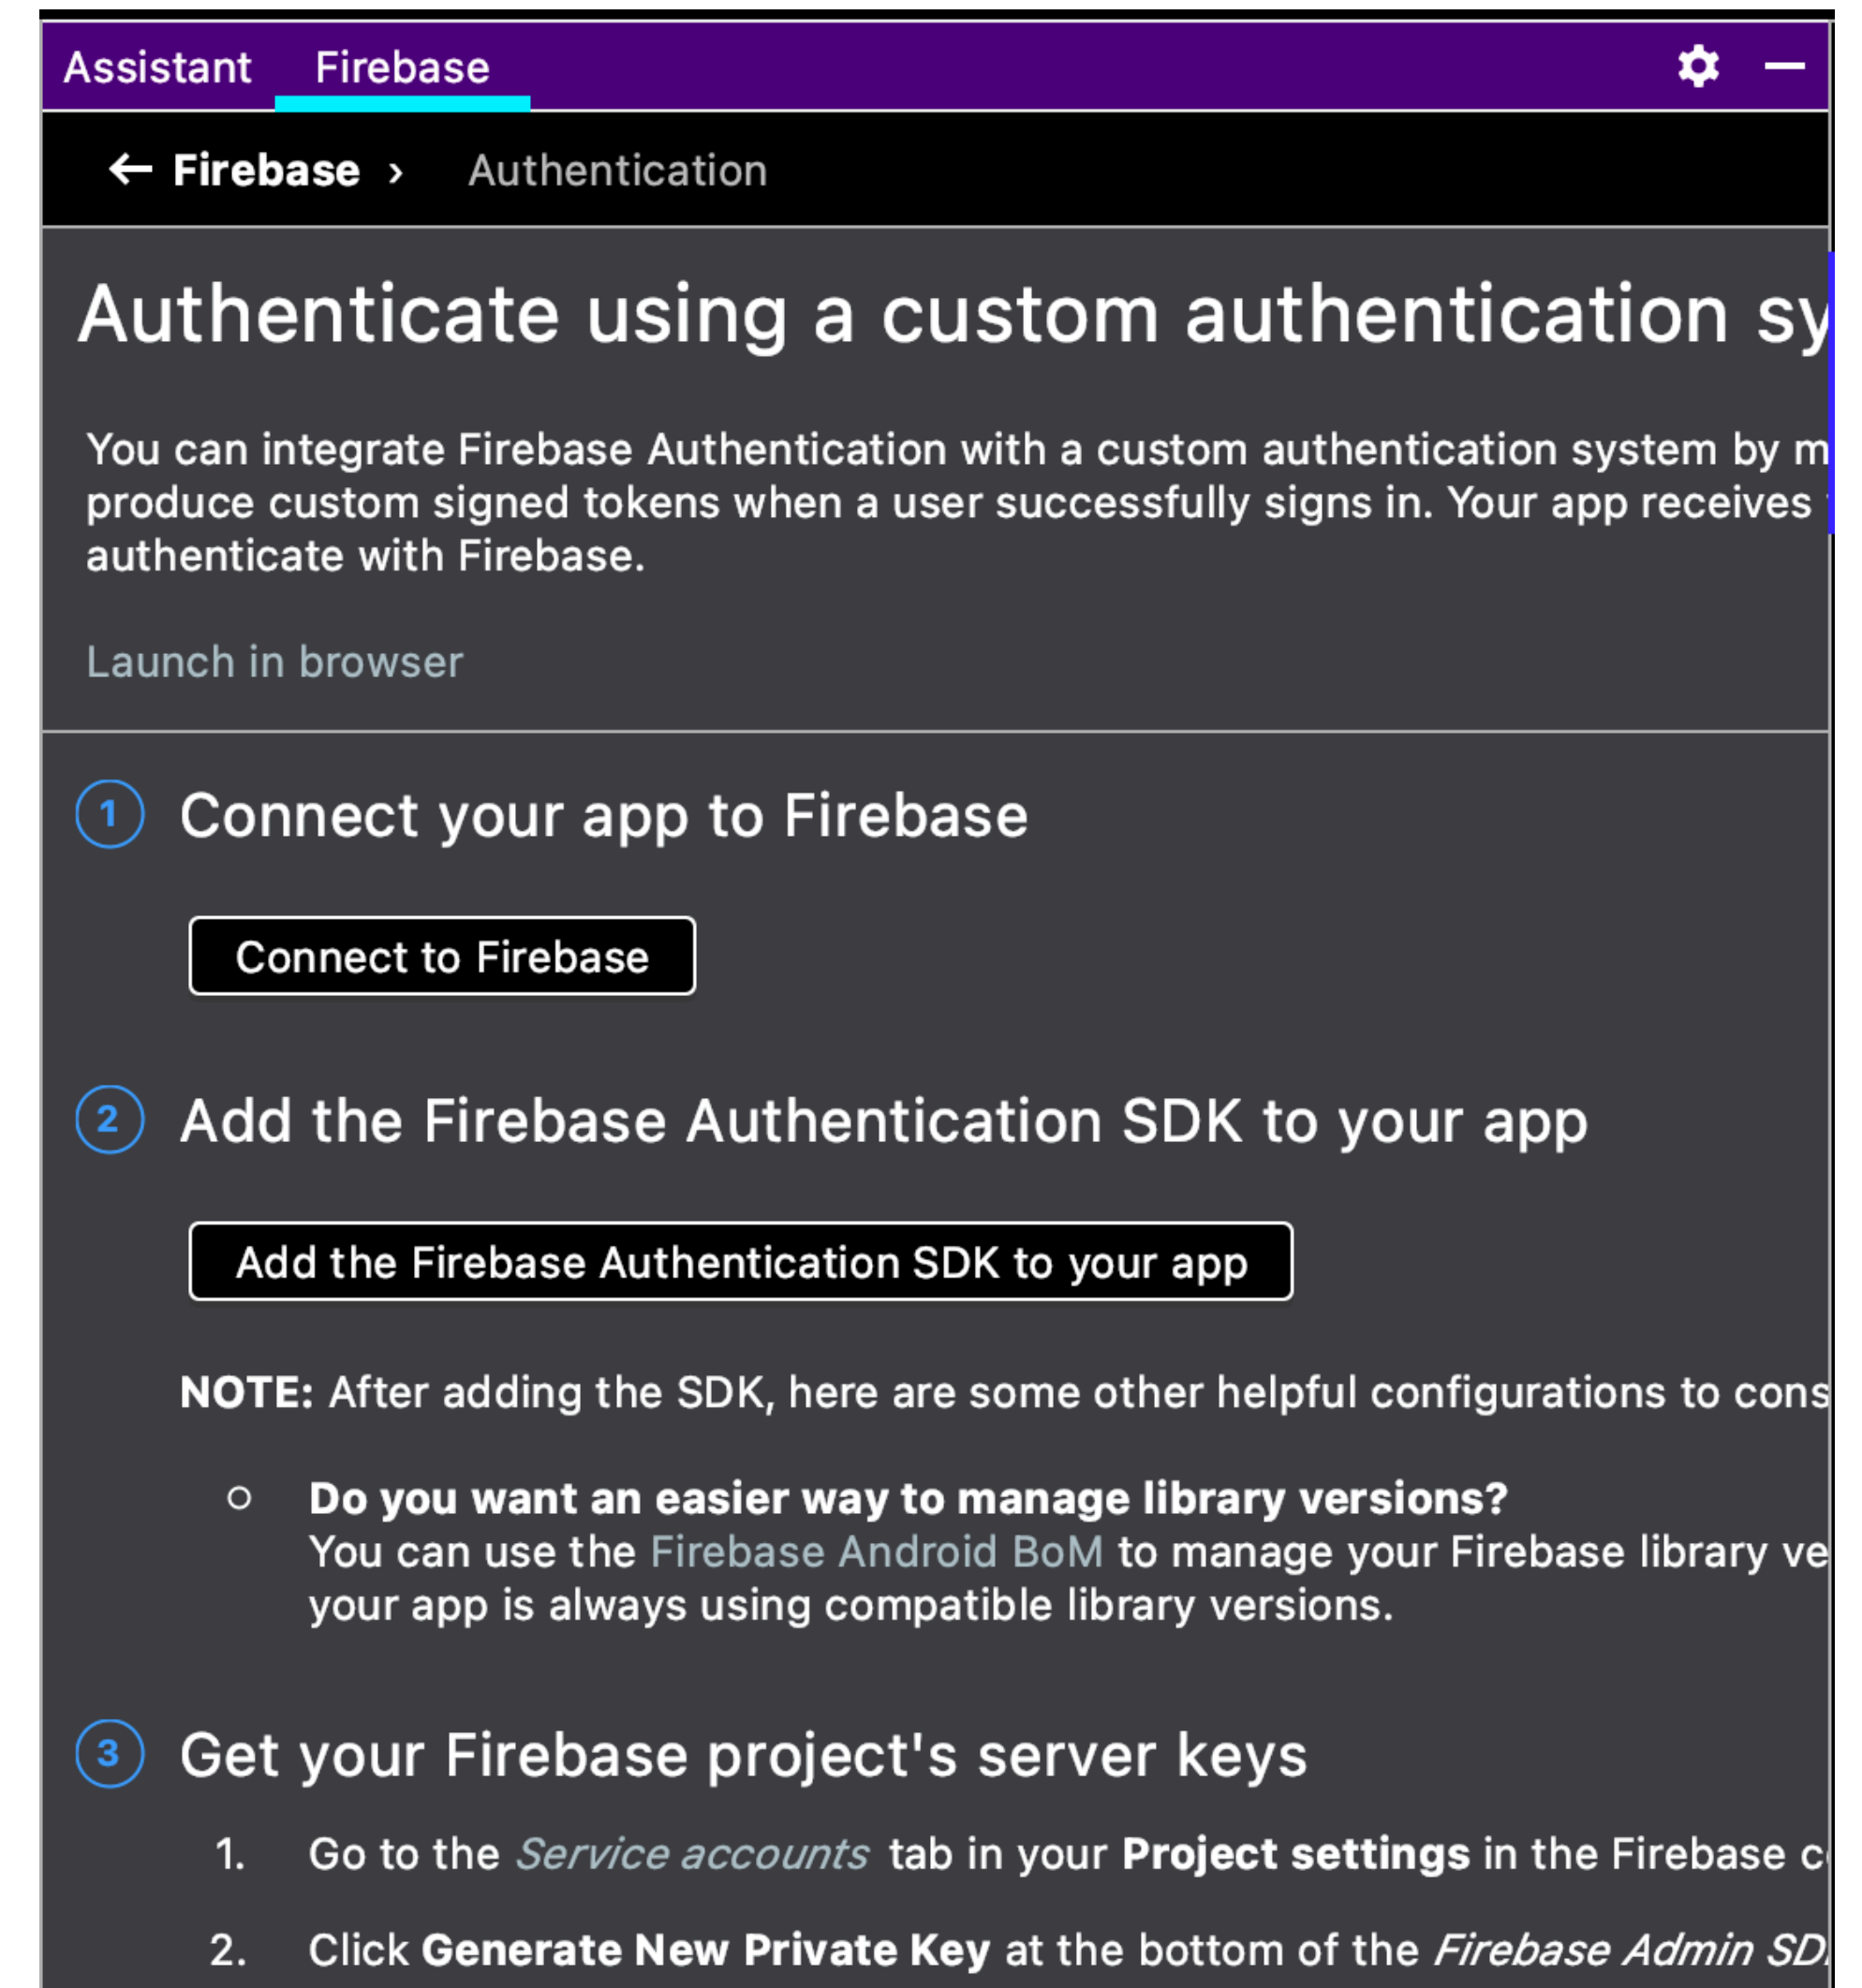 Assistant Firebase
← Firebase › Authentication
Authenticate using a custom authentication sy
You can integrate Firebase Authentication with a custom authentication system by m
produce custom signed tokens when a user successfully signs in. Your app receives
authenticate with Firebase.
Launch in browser
1 Connect your app to Firebase
Connect to Firebase
2 Add the Firebase Authentication SDK to your app
Add the Firebase Authentication SDK to your app
NOTE: After adding the SDK, here are some other helpful configurations to cons
○ Do you want an easier way to manage library versions?
You can use the Firebase Android BoM to manage your Firebase library ve
your app is always using compatible library versions.
3 Get your Firebase project's server keys
1. Go to the Service accounts tab in your Project settings in the Firebase c
2. Click Generate New Private Key at the bottom of the Firebase Admin SD